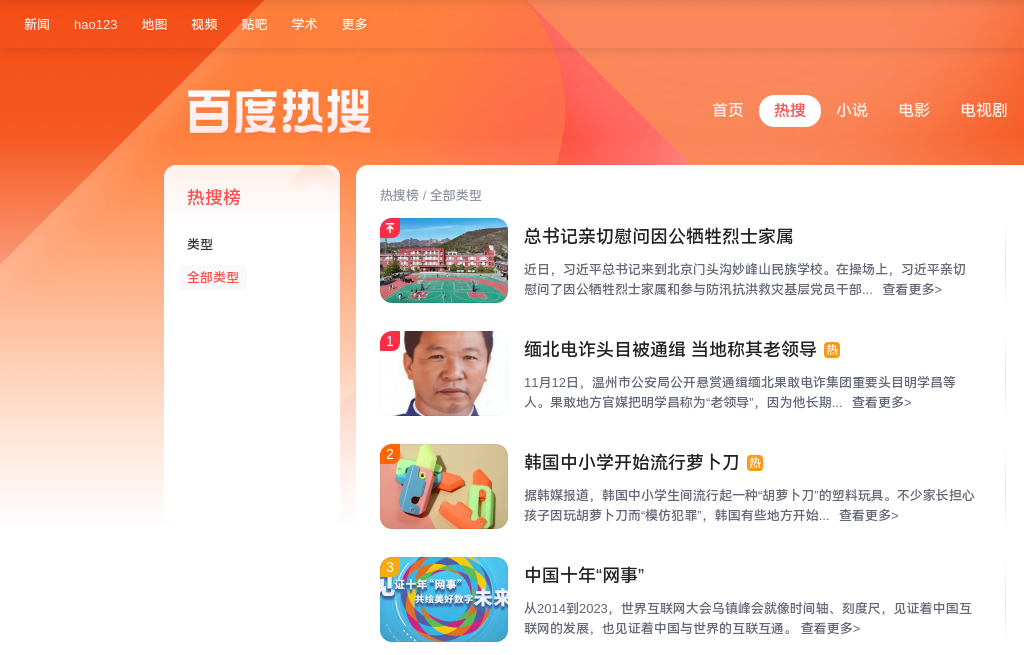 新闻 hao123 地图 视频 贴吧 学术 更多
百度热搜
首页 热搜 小说 电影 电视剧
热搜榜
类型
全部类型
热搜榜 / 全部类型
总书记亲切慰问因公牺牲烈士家属
近日，习近平总书记来到北京门头沟妙峰山民族学校。在操场上，习近平亲切
慰问了因公牺牲烈士家属和参与防汛抗洪救灾基层党员干部... 查看更多>
1
缅北电诈头目被通缉 当地称其老领导 热
11月12日，温州市公安局公开悬赏通缉缅北果敢电诈集团重要头目明学昌等
人。果敢地方官媒把明学昌称为“老领导”，因为他长期... 查看更多>
2
韩国中小学开始流行萝卜刀 热
据韩媒报道，韩国中小学生间流行起一种“胡萝卜刀”的塑料玩具。不少家长担心
孩子因玩胡萝卜刀而“模仿犯罪”，韩国有些地方开始... 查看更多>
3
见证十年“网事”
共绘美好数字未来
中国十年“网事”
从2014到2023，世界互联网大会乌镇峰会就像时间轴、刻度尺，见证着中国互
联网的发展，也见证着中国与世界的互联互通。 查看更多>